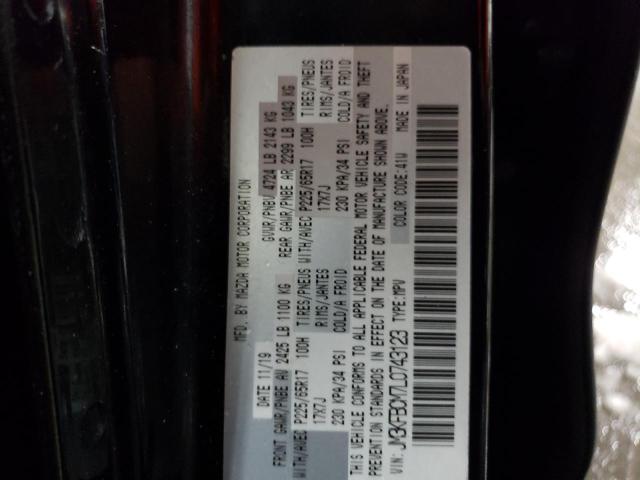 MFD. BY MAZDA MOTOR CORPORATION
DATE 11/19 GVWR/PNBV 4724 LB 2143 KG
FRONT GAWR/PNBE AV 2425 LB 1100 KG REAR GAWR/PNBE AR 2299 LB 1043 KG
WITH/AVEC P225/65R17 100H TIRES/PNEUS WITH/AVEC P225/65R17 100H TIRES/PNEUS
17X7J RIMS/JANTES 17X7J RIMS/JANTES
230 KPA/34 PSI COLD/A FROID 230 KPA/34 PSI COLD/A FROID
THIS VEHICLE CONFORMS TO ALL APPLICABLE FEDERAL MOTOR VEHICLE SAFETY AND THEFT
PREVENTION STANDARDS IN EFFECT ON THE DATE OF MANUFACTURE SHOWN ABOVE.
VIN: JM3KFBCM7L0743123 TYPE:MPV COLOR CODE:41V MADE IN JAPAN